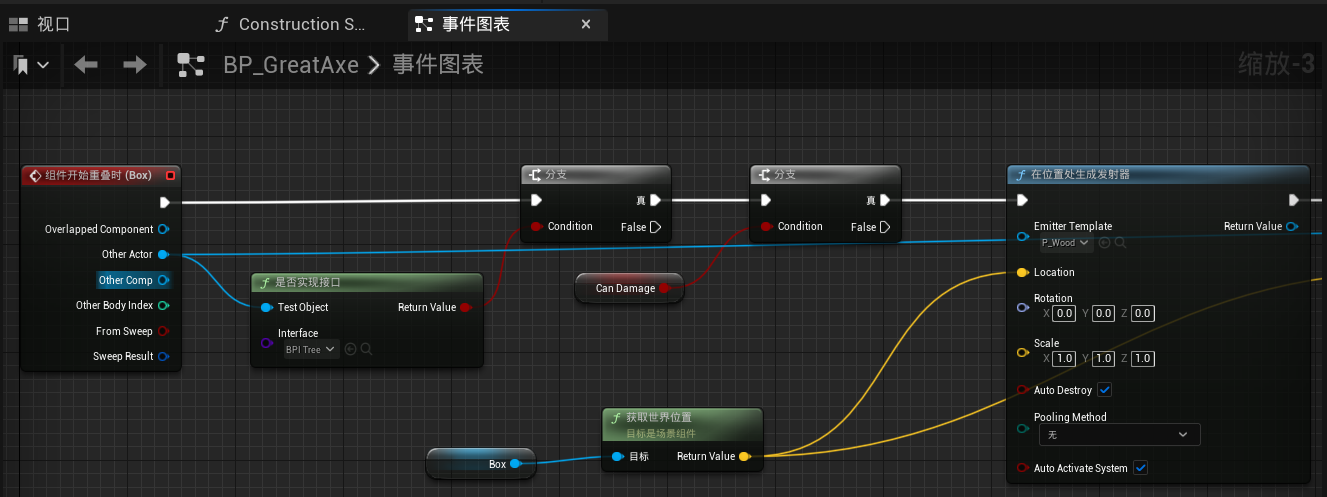 视口
Construction S...
事件图表
BP_GreatAxe > 事件图表
缩放-3
组件开始重叠时 (Box)
Overlapped Component
Other Actor
Other Comp
Other Body Index
From Sweep
Sweep Result
是否实现接口
Test Object
Return Value
Interface
BPI Tree
分支
真
Condition
False
Can Damage
分支
真
Condition
False
Box
获取世界位置
目标是场景组件
目标
Return Value
在位置处生成发射器
Emitter Template
P_Wood
Return Value
Location
Rotation
X 0.0 Y 0.0 Z 0.0
Scale
X 1.0 Y 1.0 Z 1.0
Auto Destroy
Pooling Method
无
Auto Activate System